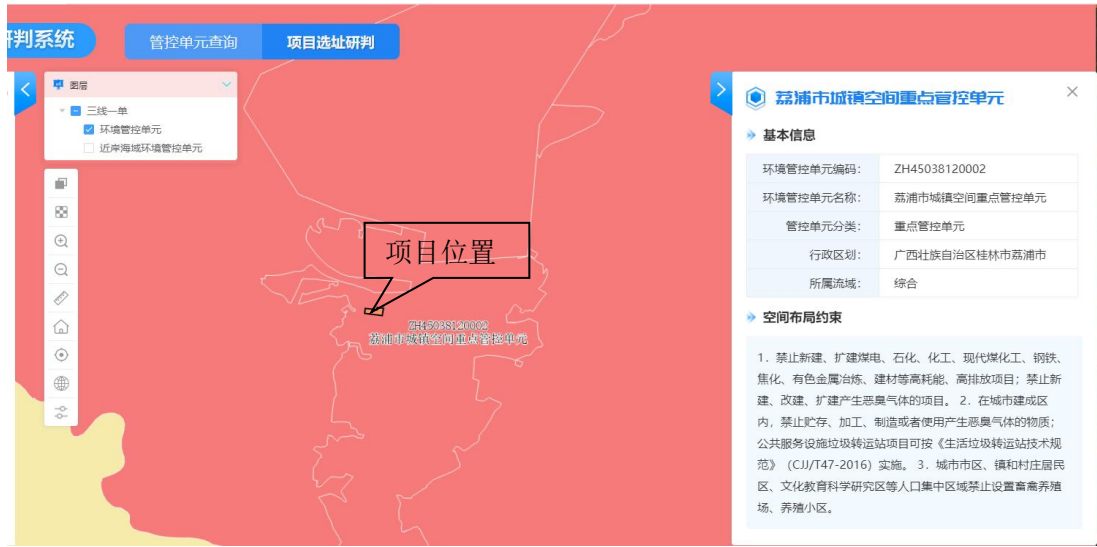 研判系统
管控单元查询
项目选址研判
图层
三线一单
环境管控单元
近岸海域环境管控单元
项目位置
ZH45038120002
荔浦市城镇空间重点管控单元
荔浦市城镇空间重点管控单元
基本信息
环境管控单元编码： ZH45038120002
环境管控单元名称： 荔浦市城镇空间重点管控单元
管控单元分类： 重点管控单元
行政区划： 广西壮族自治区桂林市荔浦市
所属流域： 综合
空间布局约束
1. 禁止新建、扩建煤电、石化、化工、现代煤化工、钢铁、
焦化、有色金属冶炼、建材等高耗能、高排放项目；禁止新
建、改建、扩建产生恶臭气体的项目。 2. 在城市建成区
内，禁止贮存、加工、制造或者使用产生恶臭气体的物质；
公共服务设施垃圾转运站项目可按《生活垃圾转运站技术规
范》（CJJ/T47-2016）实施。 3. 城市市区、镇和村庄居民
区、文化教育科学研究区等人口集中区域禁止设置畜禽养殖
场、养殖小区。